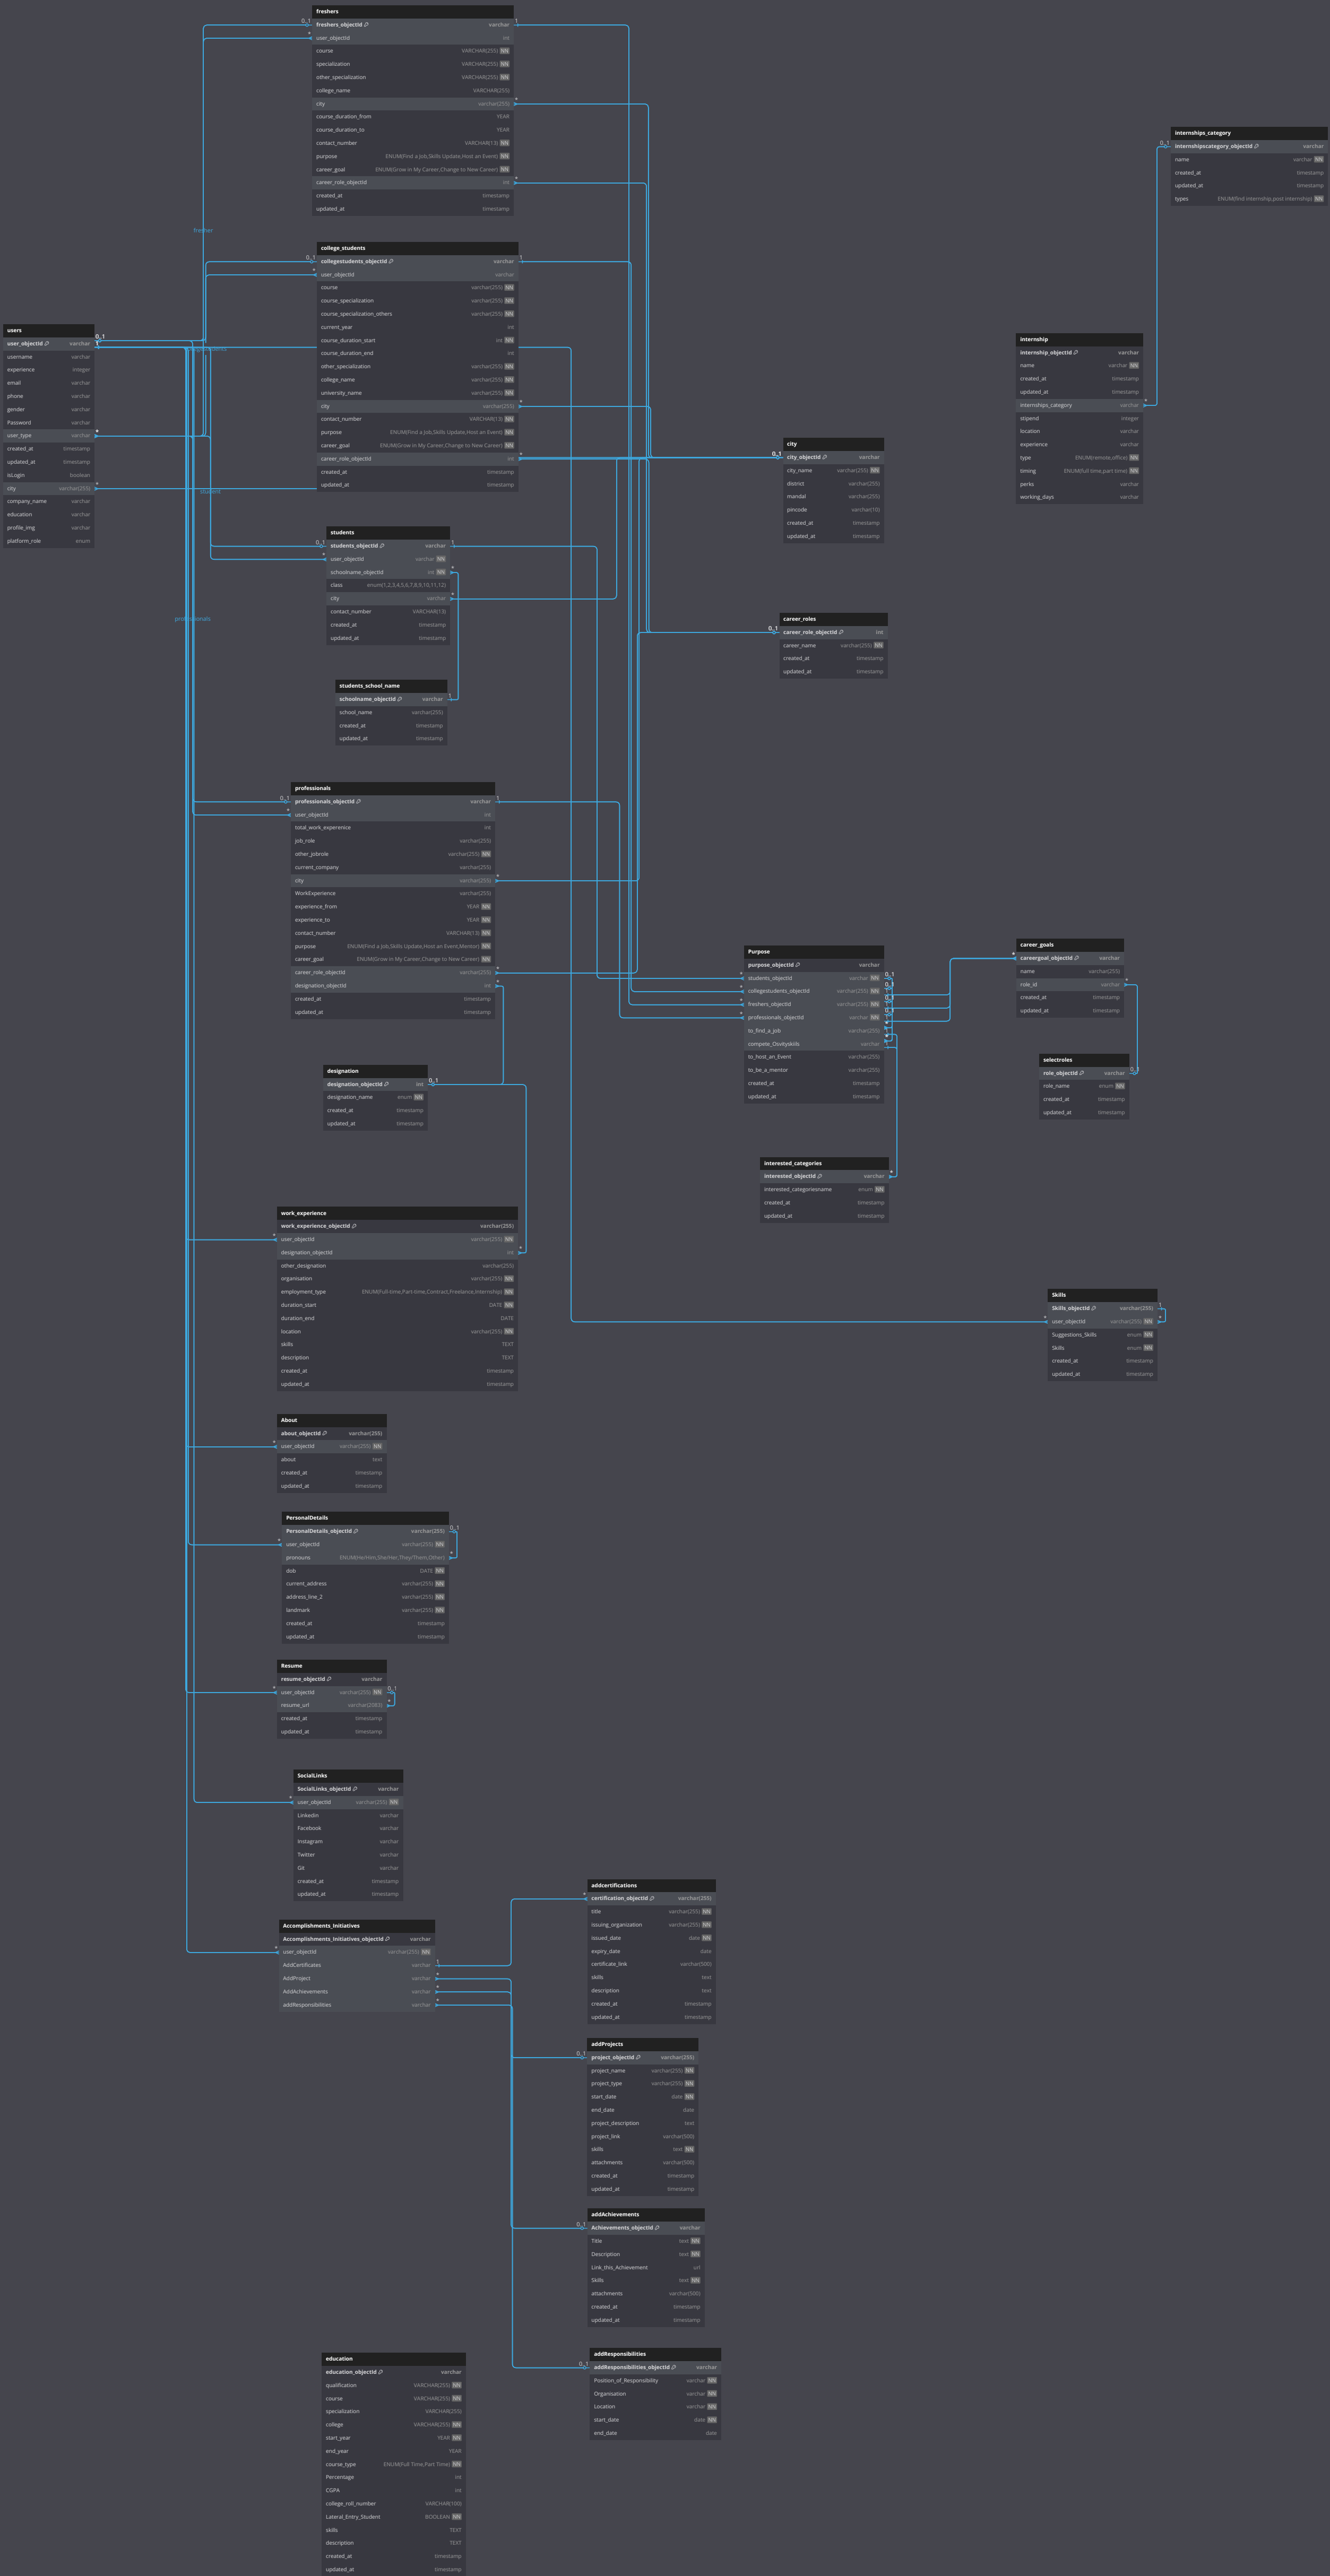 freshers
freshers_objectId varchar
user_objectId int
course VARCHAR(255) NN
specialization VARCHAR(255) NN
other_specialization VARCHAR(255) NN
college_name VARCHAR(255)
city varchar(255)
course_duration_from YEAR
course_duration_to YEAR
contact_number VARCHAR(13) NN
purpose ENUM(Find a Job,Skills Update,Host an Event) NN
career_goal ENUM(Grow in My Career,Change to New Career) NN
career_role_objectId int
created_at timestamp
updated_at timestamp
internships_category
internshipscategory_objectId varchar
name varchar NN
created_at timestamp
updated_at timestamp
types ENUM(find internship,post internship) NN
fresher
college_students
collegestudents_objectId varchar
user_objectId varchar
course varchar(255) NN
course_specialization varchar(255) NN
course_specialization_others varchar(255) NN
current_year int
course_duration_start int NN
course_duration_end int
other_specialization varchar(255) NN
college_name varchar(255) NN
university_name varchar(255) NN
city varchar(255)
contact_number VARCHAR(13) NN
purpose ENUM(Find a Job,Skills Update,Host an Event) NN
career_goal ENUM(Grow in My Career,Change to New Career) NN
career_role_objectId int
created_at timestamp
updated_at timestamp
users
user_objectId varchar
username varchar
experience integer
email varchar
phone varchar
gender varchar
Password varchar
user_type varchar
created_at timestamp
updated_at timestamp
isLogin boolean
city varchar(255)
company_name varchar
education varchar
profile_img varchar
platform_role enum
student
professionals
internship
internship_objectId varchar
name varchar NN
created_at timestamp
updated_at timestamp
internships_category varchar
stipend integer
location varchar
experience varchar
type ENUM(remote,office) NN
timing ENUM(full time,part time) NN
perks varchar
working_days varchar
city
city_objectId varchar
city_name varchar(255) NN
district varchar(255)
mandal varchar(255)
pincode varchar(10)
created_at timestamp
updated_at timestamp
students
students_objectId varchar
user_objectId varchar NN
schoolname_objectId int NN
class enum(1,2,3,4,5,6,7,8,9,10,11,12)
city varchar
contact_number VARCHAR(13)
created_at timestamp
updated_at timestamp
career_roles
career_role_objectId int
career_name varchar(255) NN
created_at timestamp
updated_at timestamp
students_school_name
schoolname_objectId varchar
school_name varchar(255)
created_at timestamp
updated_at timestamp
professionals
professionals_objectId varchar
user_objectId int
total_work_experenice int
job_role varchar(255)
other_jobrole varchar(255) NN
current_company varchar(255)
city varchar(255)
WorkExperience varchar(255)
experience_from YEAR NN
experience_to YEAR NN
contact_number VARCHAR(13) NN
purpose ENUM(Find a Job,Skills Update,Host an Event,Mentor) NN
career_goal ENUM(Grow in My Career,Change to New Career) NN
career_role_objectId varchar(255)
designation_objectId int
created_at timestamp
updated_at timestamp
Purpose
purpose_objectId varchar
students_objectId varchar NN
collegestudents_objectId varchar(255) NN
freshers_objectId varchar(255) NN
professionals_objectId varchar NN
to_find_a_job varchar(255)
compete_Osvityskills varchar
to_host_an_Event varchar(255)
to_be_a_mentor varchar(255)
created_at timestamp
updated_at timestamp
career_goals
careergoal_objectId varchar
name varchar(255)
role_id varchar
created_at timestamp
updated_at timestamp
selectroles
role_objectId varchar
role_name enum NN
created_at timestamp
updated_at timestamp
designation
designation_objectId int
designation_name enum NN
created_at timestamp
updated_at timestamp
interested_categories
interested_objectId varchar
interested_categoriesname enum NN
created_at timestamp
updated_at timestamp
work_experience
work_experience_objectId varchar(255)
user_objectId varchar(255) NN
designation_objectId int
other_designation varchar(255)
organisation varchar(255) NN
employment_type ENUM(Full-time,Part-time,Contract,Freelance,Internship) NN
duration_start DATE NN
duration_end DATE
location varchar(255) NN
skills TEXT
description TEXT
created_at timestamp
updated_at timestamp
Skills
Skills_objectId varchar(255)
user_objectId varchar(255) NN
Suggestions_Skills enum NN
Skills enum NN
created_at timestamp
updated_at timestamp
About
about_objectId varchar(255)
user_objectId varchar(255) NN
about text
created_at timestamp
updated_at timestamp
PersonalDetails
PersonalDetails_objectId varchar(255)
user_objectId varchar(255) NN
pronouns ENUM(He/Him,She/Her,They/Them,Other)
dob DATE NN
current_address varchar(255) NN
address_line_2 varchar(255) NN
landmark varchar(255) NN
created_at timestamp
updated_at timestamp
Resume
resume_objectId varchar
user_objectId varchar(255) NN
resume_url varchar(2083)
created_at timestamp
updated_at timestamp
SocialLinks
SocialLinks_objectId varchar
user_objectId varchar(255) NN
Linkedin varchar
Facebook varchar
Instagram varchar
Twitter varchar
Git varchar
created_at timestamp
updated_at timestamp
Accomplishments_Initiatives
Accomplishments_Initiatives_objectId varchar
user_objectId varchar(255) NN
AddCertificates varchar
AddProject varchar
AddAchievements varchar
addResponsibilities varchar
addcertifications
certification_objectId varchar(255)
title varchar(255) NN
issuing_organization varchar(255) NN
issued_date date NN
expiry_date date
certificate_link varchar(500)
skills text
description text
created_at timestamp
updated_at timestamp
addProjects
project_objectId varchar(255)
project_name varchar(255) NN
project_type varchar(255) NN
start_date date NN
end_date date
project_description text
project_link varchar(500)
skills text NN
attachments varchar(500)
created_at timestamp
updated_at timestamp
addAchievements
Achievements_objectId varchar
Title text NN
Description text NN
Link_this_Achievement url
Skills text NN
attachments varchar(500)
created_at timestamp
updated_at timestamp
addResponsibilities
addResponsibilities_objectId varchar
Position_of_Responsibility varchar NN
Organisation varchar NN
Location varchar NN
start_date date NN
end_date date
education
education_objectId varchar
qualification VARCHAR(255) NN
course VARCHAR(255) NN
specialization VARCHAR(255)
college VARCHAR(255) NN
start_year YEAR NN
end_year YEAR
course_type ENUM(Full Time,Part Time) NN
Percentage int
CGPA int
college_roll_number VARCHAR(100)
Lateral_Entry_Student BOOLEAN NN
skills TEXT
description TEXT
created_at timestamp
updated_at timestamp